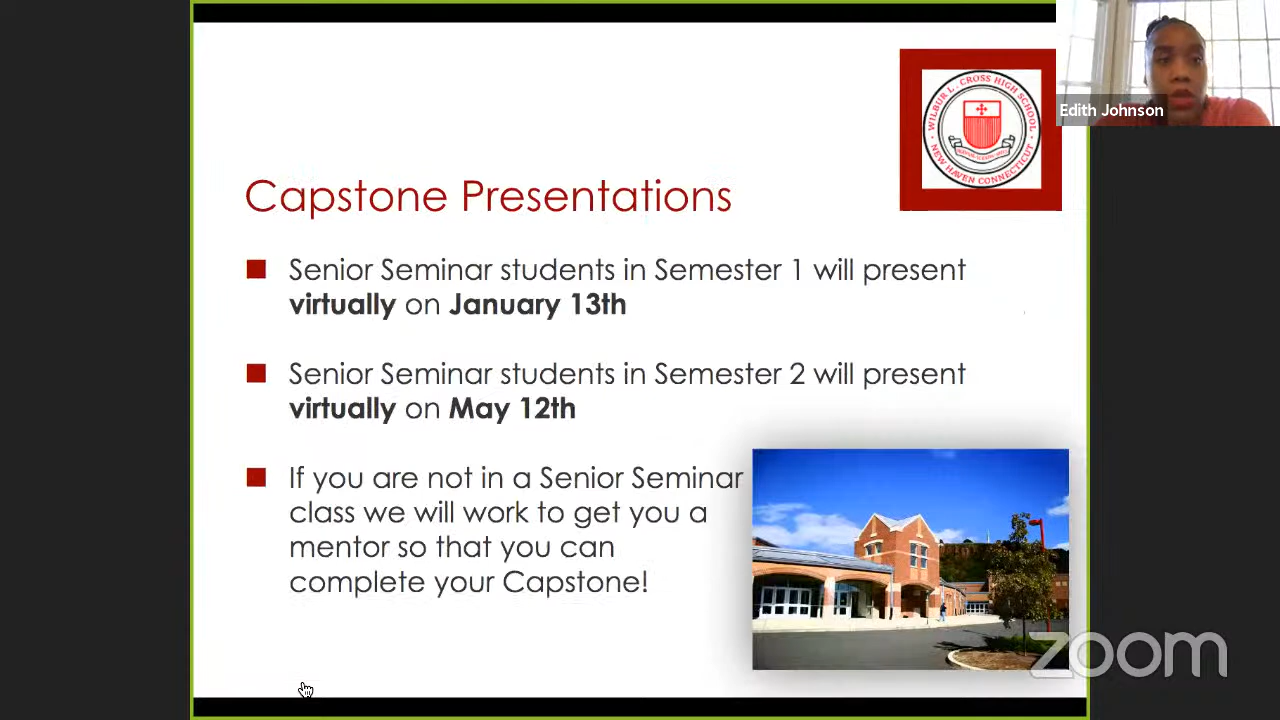 WILBUR L. CROSS HIGH SCHOOL
NEW HAVEN CONNECTICUT
Edith Johnson
Capstone Presentations
Senior Seminar students in Semester 1 will present
virtually on January 13th
Senior Seminar students in Semester 2 will present
virtually on May 12th
If you are not in a Senior Seminar
class we will work to get you a
mentor so that you can
complete your Capstone!
zoom